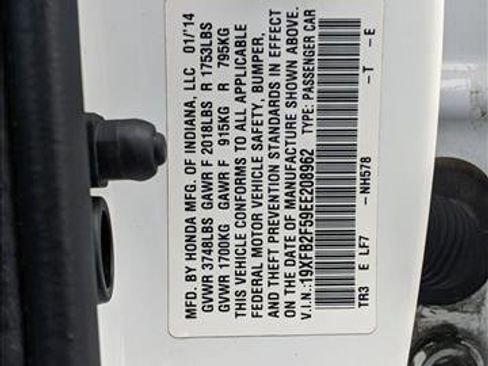 MFD. BY HONDA MFG. OF INDIANA, LLC 01/'14
GVWR 3748LBS GAWR F 2018LBS R 1753LBS
GVWR 1700KG GAWR F 915KG R 795KG
THIS VEHICLE CONFORMS TO ALL APPLICABLE
FEDERAL MOTOR VEHICLE SAFETY, BUMPER,
AND THEFT PREVENTION STANDARDS IN EFFECT
ON THE DATE OF MANUFACTURE SHOWN ABOVE.
V.I.N.:19XFB2F59EE208962 TYPE: PASSENGER CAR
TR3 E LF7 -NH578 -T -E